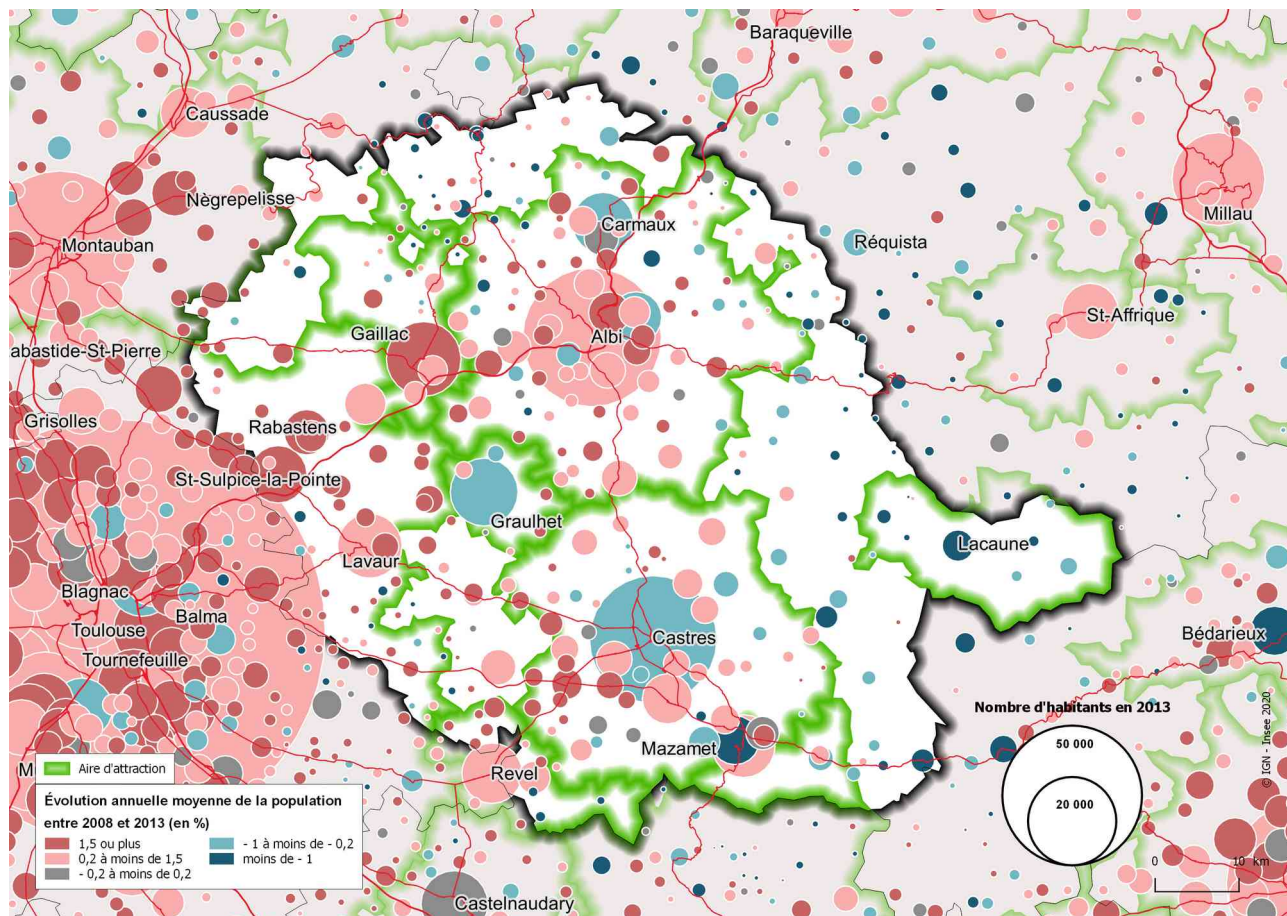 Baraqueville
Caussade
Nègrepelisse
Montauban
Carmaux
Réquista
Millau
St-Affrique
Gaillac
Albi
abastide-St-Pierre
Grisolles
Rabastens
St-Sulpice-la-Pointe
Graulhet
Lavaur
Lacaune
Blagnac
Balma
Toulouse
Castres
Tournefeuille
Bédarieux
Mazamet
Revel
Castelnaudary
M
Aire d'attraction
Évolution annuelle moyenne de la population
entre 2008 et 2013 (en %)
1,5 ou plus
0,2 à moins de 1,5
- 0,2 à moins de 0,2
- 1 à moins de - 0,2
moins de - 1
Nombre d'habitants en 2013
50 000
20 000
0 10 km
© IGN - Insee 2020